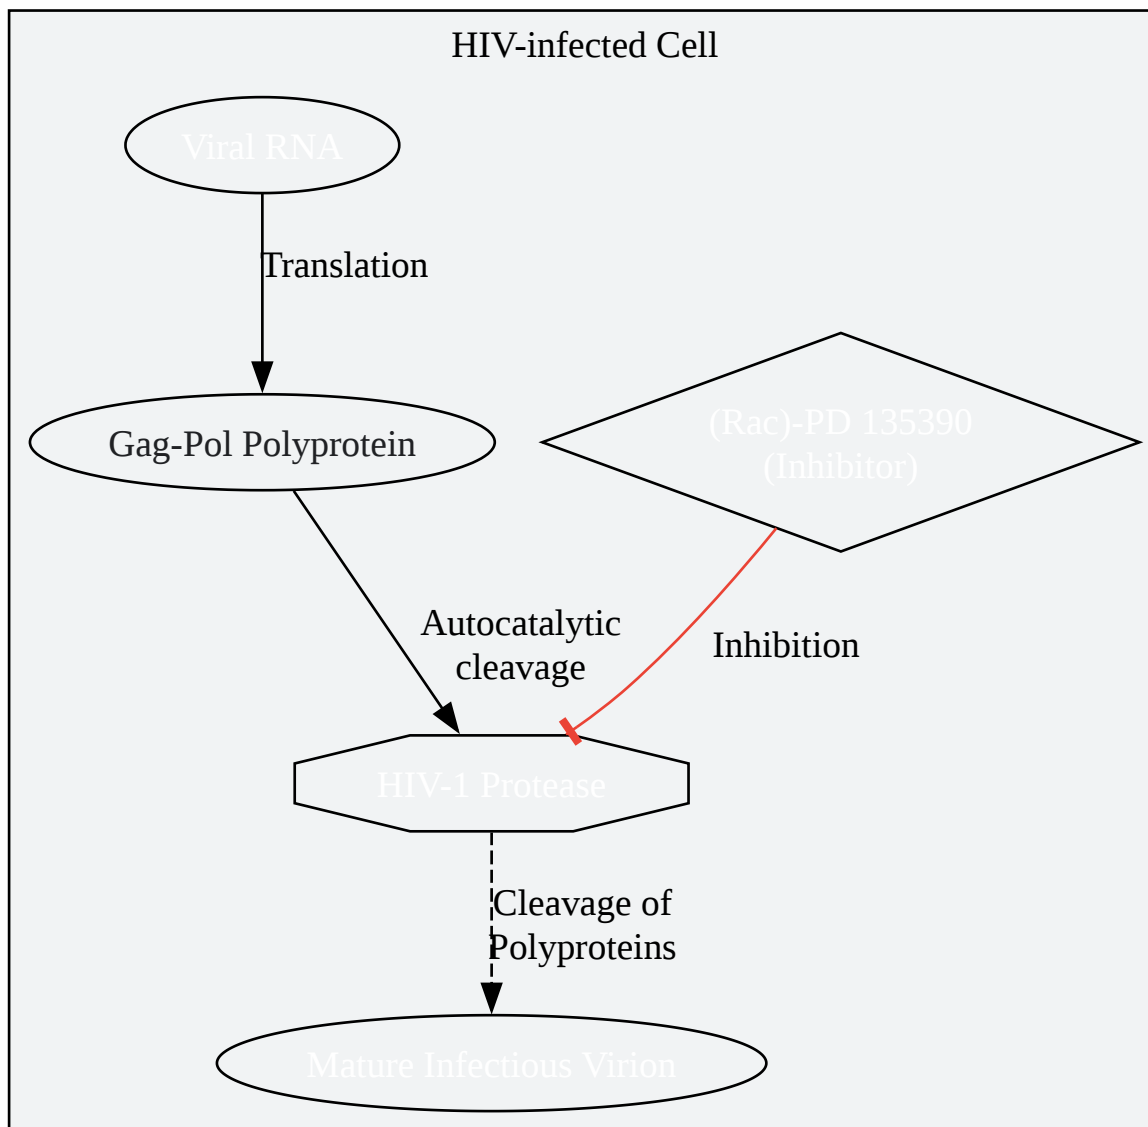 HIV-infected Cell
Viral RNA
Translation
Gag-Pol Polyprotein
(Rac)-PD 135390
(Inhibitor)
Autocatalytic
cleavage
Inhibition
HIV-1 Protease
Cleavage of
Polyproteins
Mature Infectious Virion